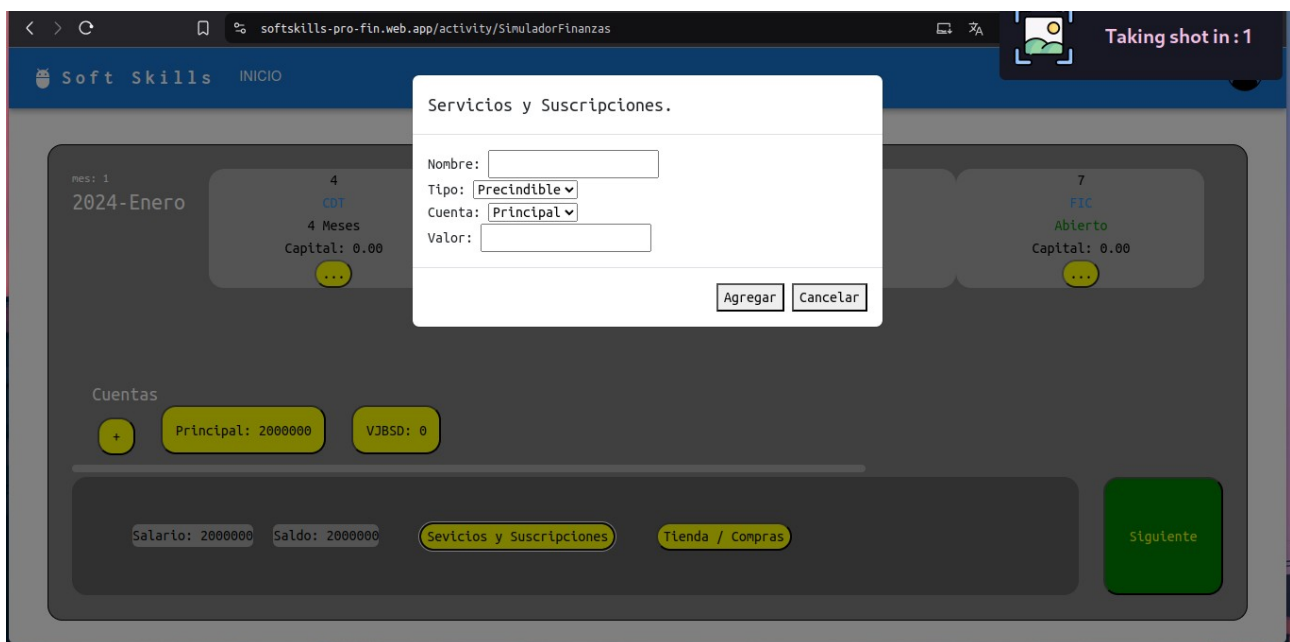 softskills-pro-fin.web.app/activity/SimuladorFinanzas
Taking shot in : 1
Soft Skills INICIO
Servicios y Suscripciones.
Nombre:
Tipo: Precindible
Cuenta: Principal
Valor:
Agregar Cancelar
mes: 1
2024-Enero
4
CDT
4 Meses
Capital: 0.00
...
7
FIC
Abierto
Capital: 0.00
...
Cuentas
+ Principal: 2000000 VJBSD: 0
Salario: 2000000 Saldo: 2000000 Sevicios y Suscripciones Tienda / Compras Siguiente